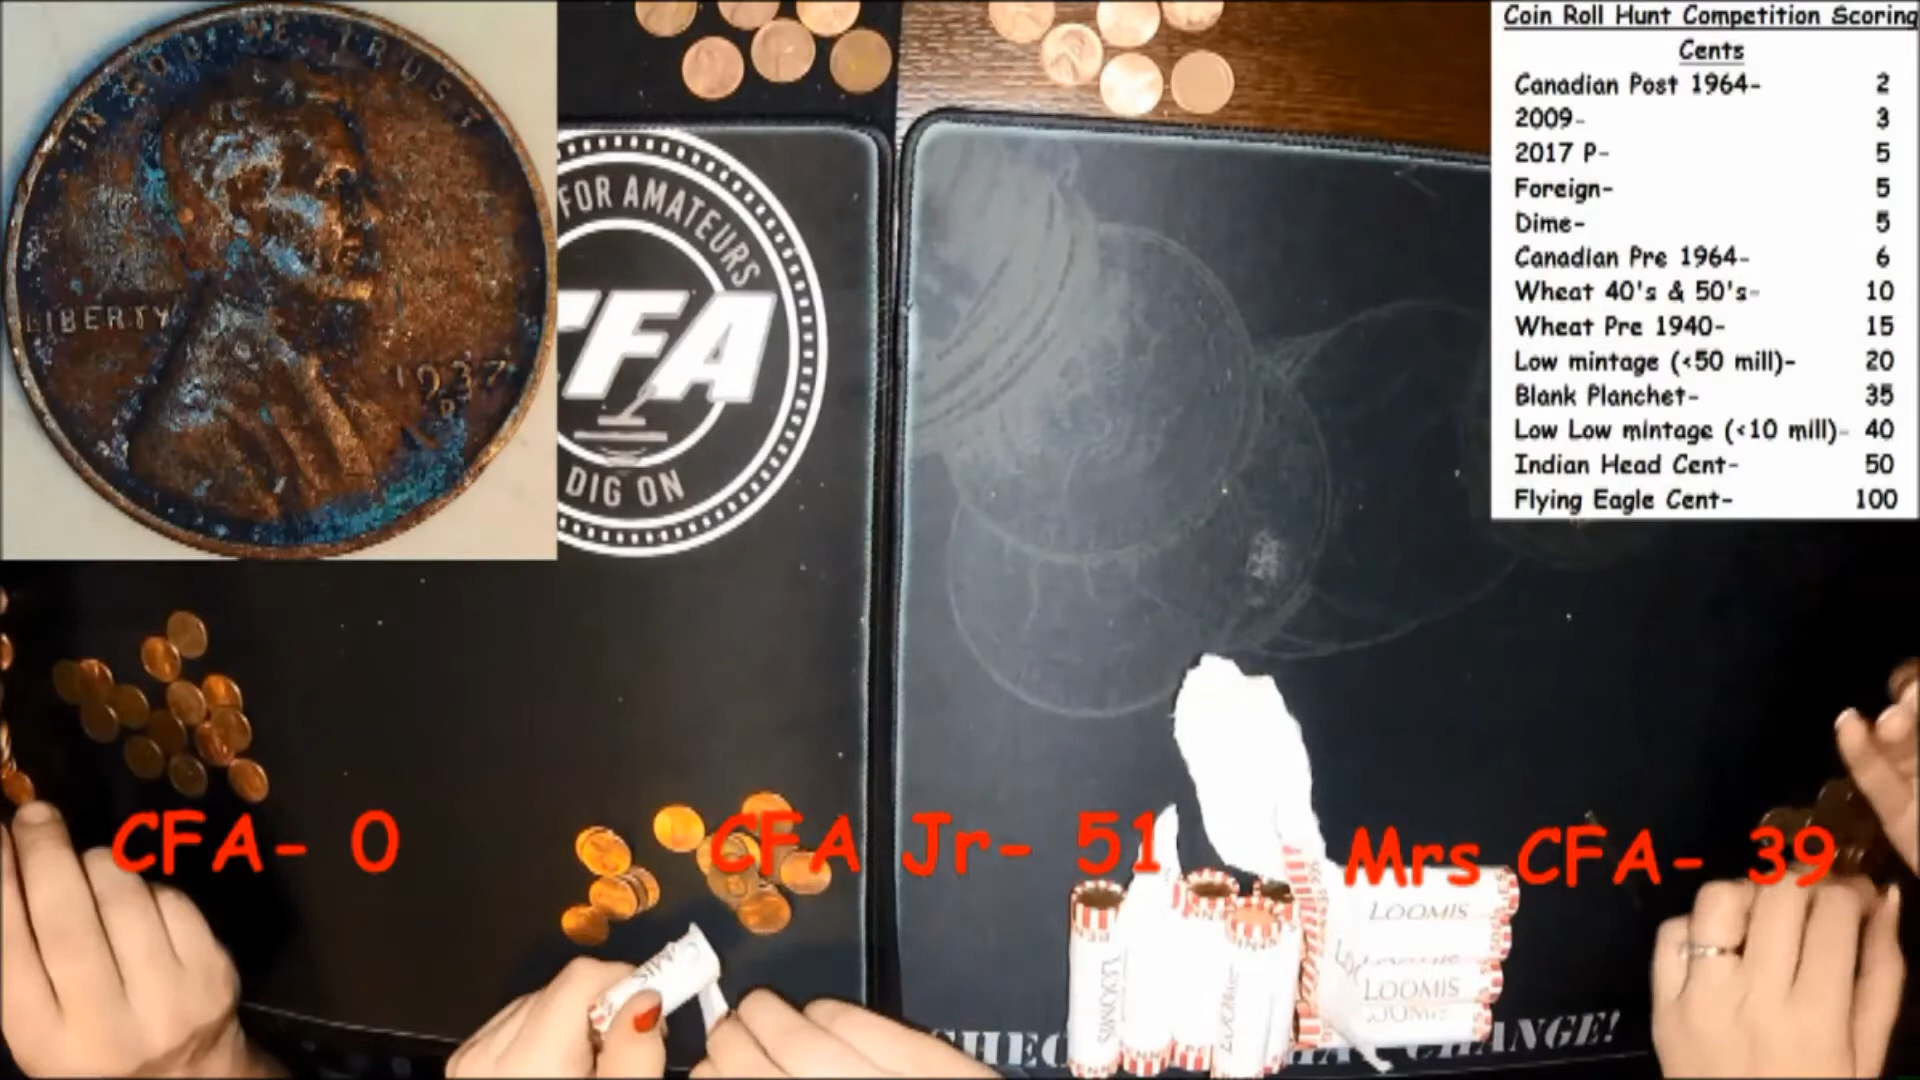 IN GOD WE TRUST
LIBERTY
1937
D
FOR AMATEURS
CFA
DIG ON
Coin Roll Hunt Competition Scoring
Cents
Canadian Post 1964- 2
2009- 3
2017 P- 5
Foreign- 5
Dime- 5
Canadian Pre 1964- 6
Wheat 40's & 50's- 10
Wheat Pre 1940- 15
Low mintage (<50 mill)- 20
Blank Planchet- 35
Low Low mintage (<10 mill)- 40
Indian Head Cent- 50
Flying Eagle Cent- 100
CFA- 0
CFA Jr- 51
Mrs CFA- 39
LOOMIS
LOOMIS
LOOMIS
CHANGE!